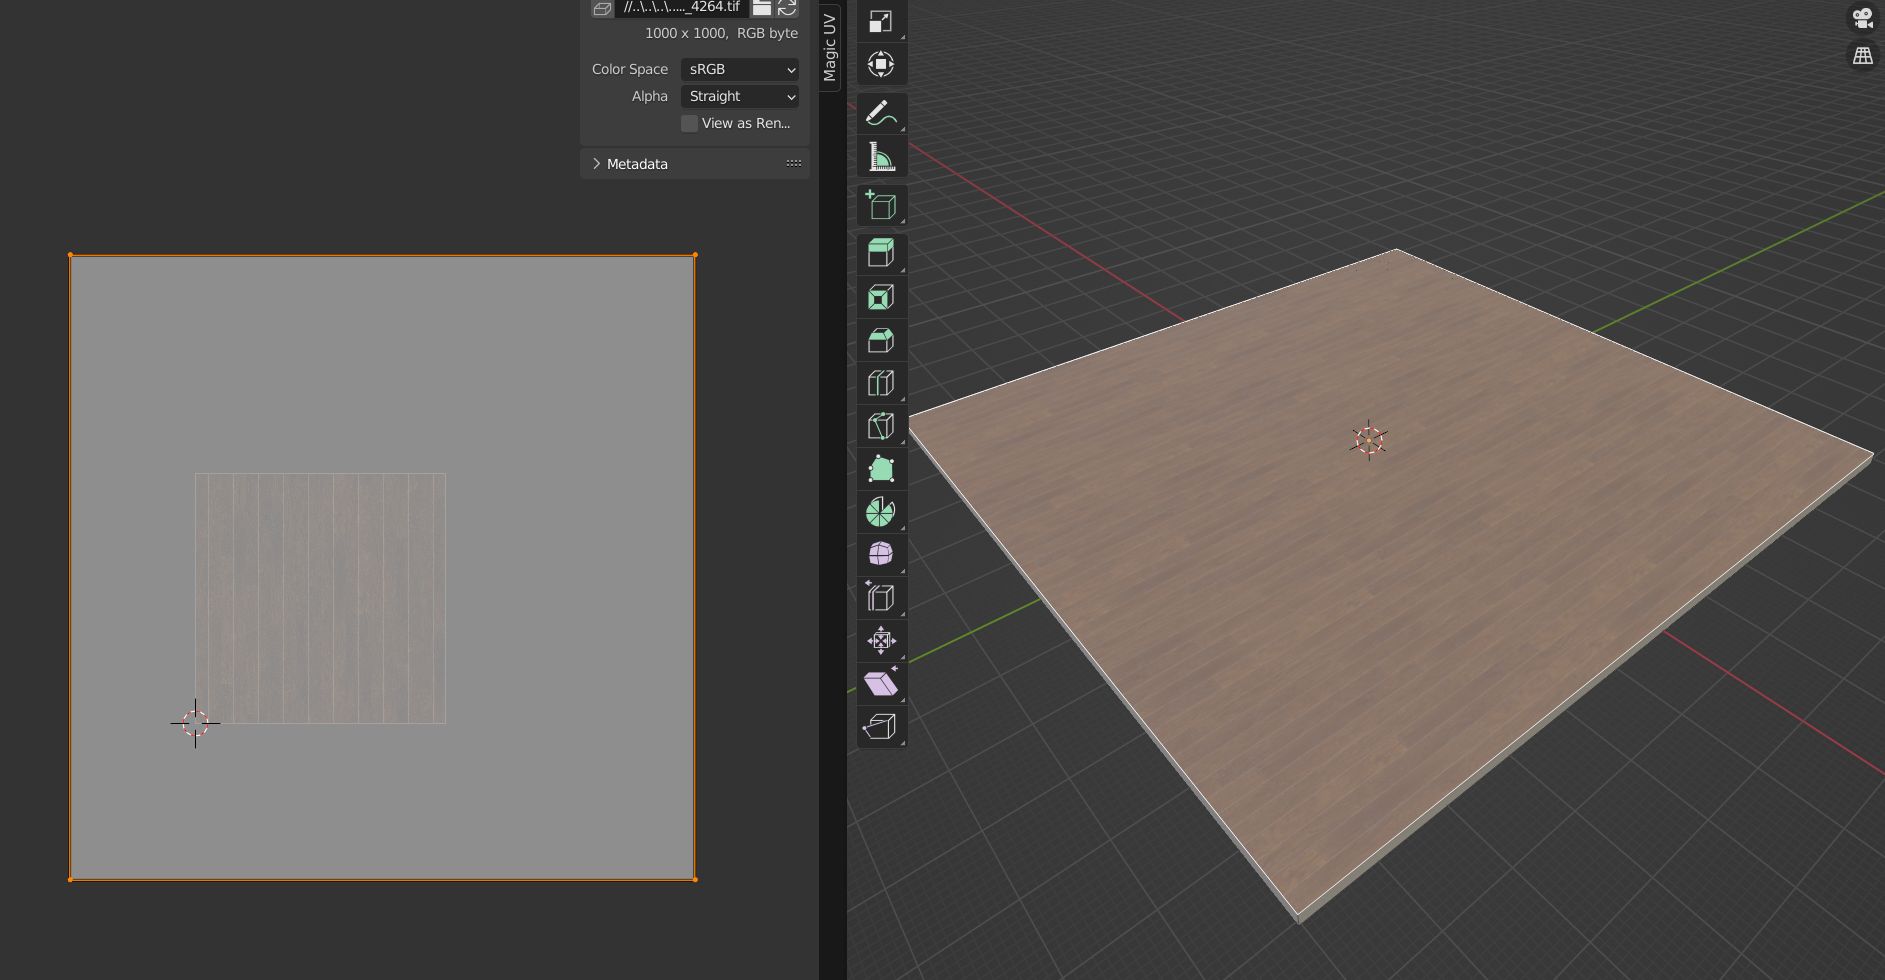 //..\..\..\....._4264.tif
1000 x 1000,  RGB byte
Color Space sRGB
Alpha Straight
View as Ren...
Metadata
Magic UV